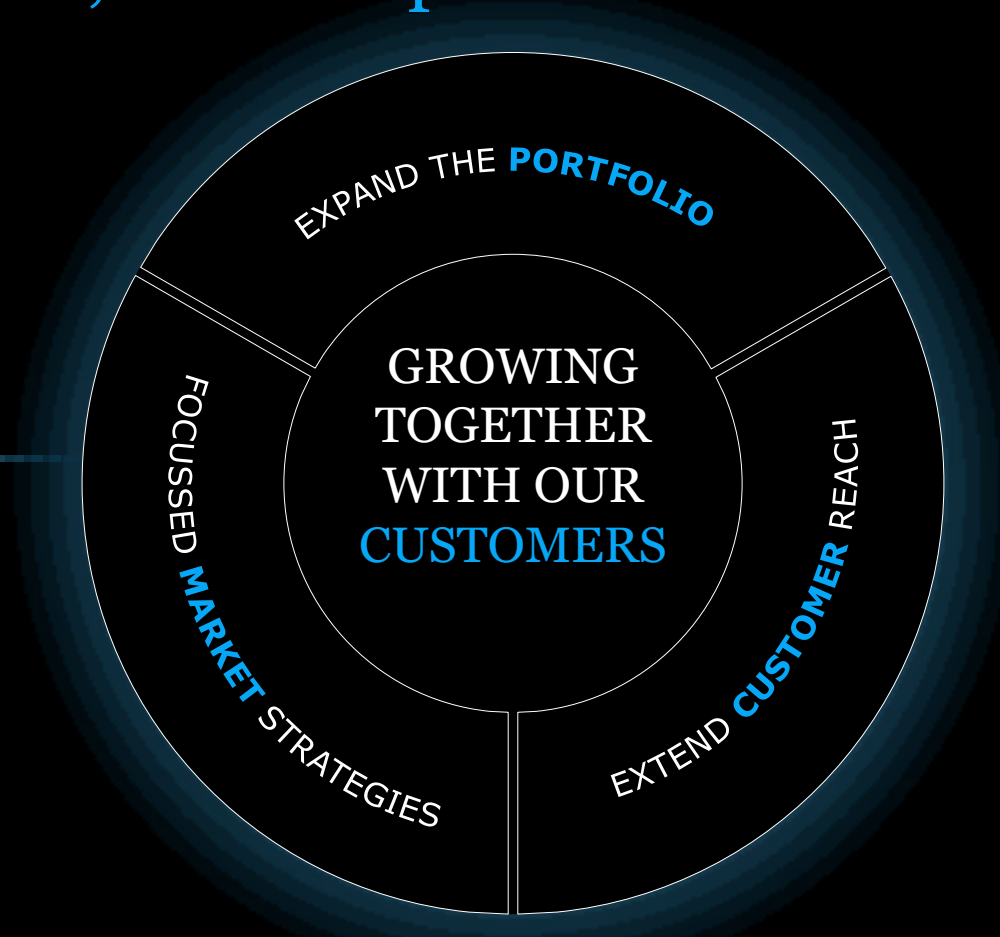 EXPAND THE PORTFOLIO
GROWING
TOGETHER
WITH OUR
CUSTOMERS
FOCUSSED MARKET STRATEGIES
EXTEND CUSTOMER REACH